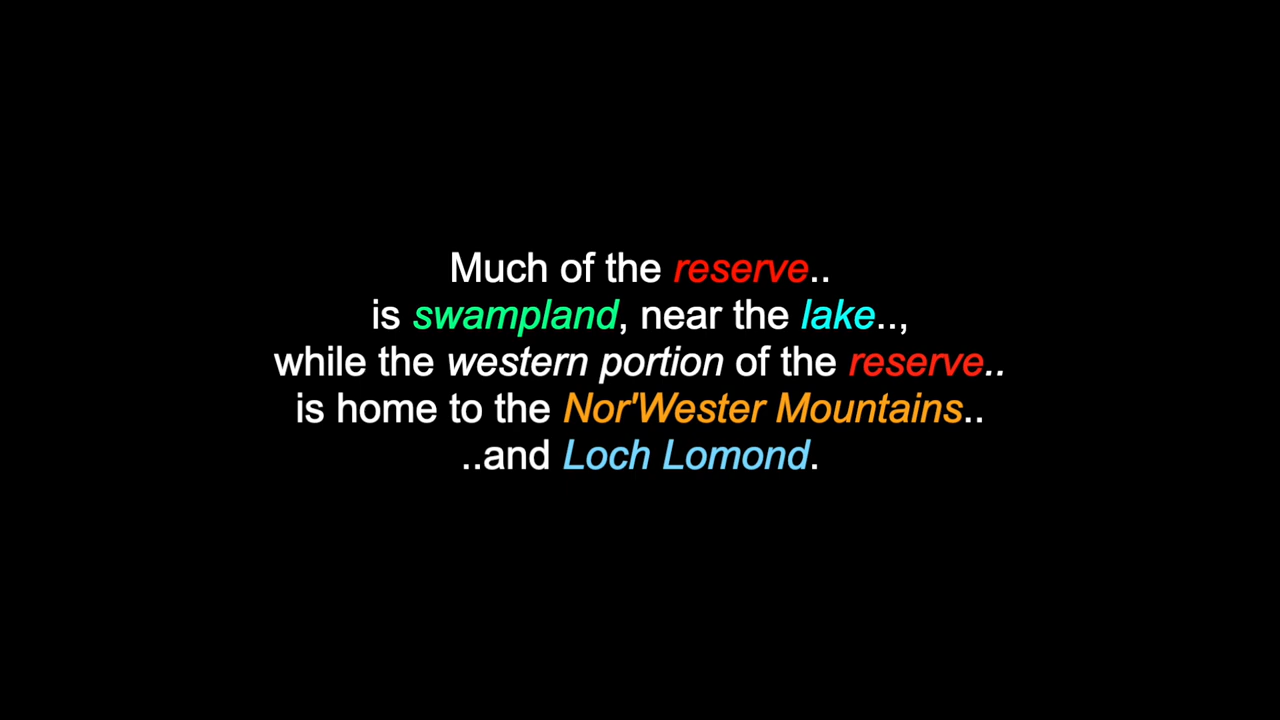 Much of the reserve..
is swampland, near the lake..,
while the western portion of the reserve..
is home to the Nor'Wester Mountains..
..and Loch Lomond.